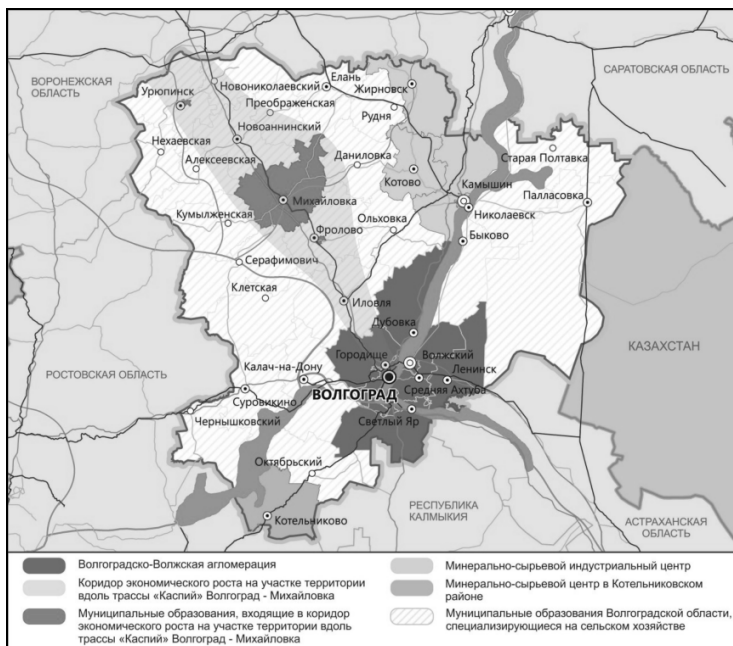 ВОРОНЕЖСКАЯ
ОБЛАСТЬ
САРАТОВСКАЯ ОБЛАСТЬ
Урюпинск
Новониколаевский
Елань
Жирновск
Преображенская
Рудня
Новоаннинский
Нехаевская
Алексеевская
Даниловка
Старая Полтавка
Котово
Камышин
Палласовка
Михайловка
Николаевск
Кумылженская
Ольховка
Фролово
Быково
Серафимович
Клетская
Иловля
Дубовка
КАЗАХСТАН
Городище
Волжский
РОСТОВСКАЯ ОБЛАСТЬ
Калач-на-Дону
Ленинск
Суровикино
ВОЛГОГРАД
Средняя Ахтуба
Чернышковский
Светлый Яр
Октябрьский
РЕСПУБЛИКА
КАЛМЫКИЯ
Котельниково
АСТРАХАНСКАЯ
ОБЛАСТЬ
Волгоградско-Волжская агломерация
Коридор экономического роста на участке территории
вдоль трассы «Каспий» Волгоград - Михайловка
Муниципальные образования, входящие в коридор
экономического роста на участке территории вдоль
трассы «Каспий» Волгоград - Михайловка
Минерально-сырьевой индустриальный центр
Минерально-сырьевой центр в Котельниковском
районе
Муниципальные образования Волгоградской области,
специализирующиеся на сельском хозяйстве